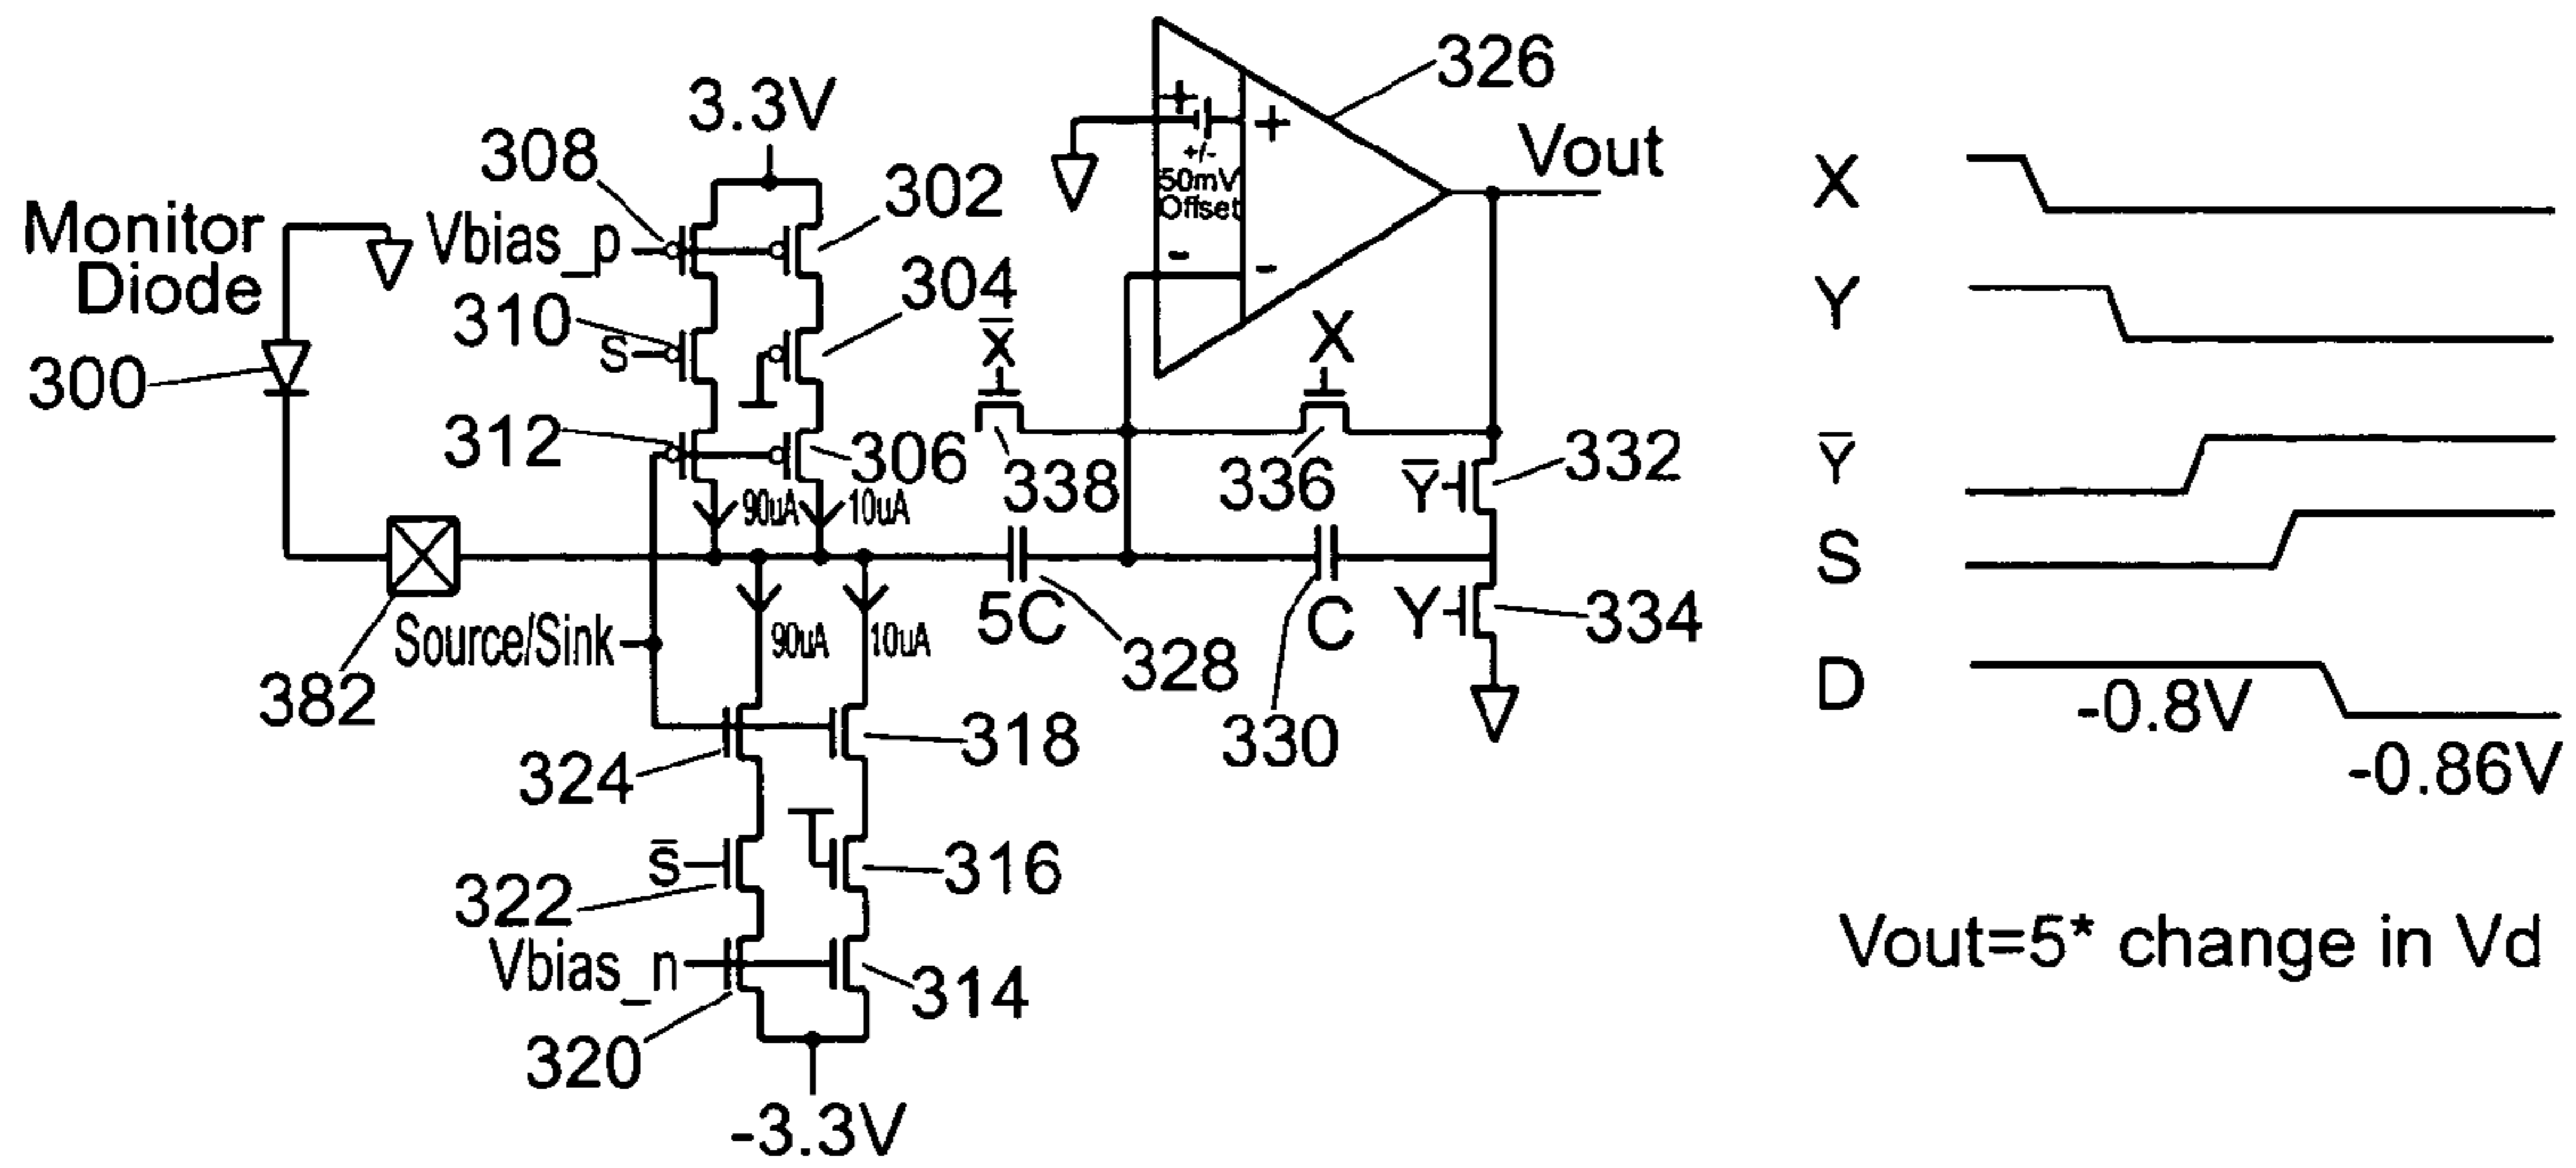 3.3V
308
302
Vbias_p
Monitor
Diode
304
310
S
300
312
306
90uA
10uA
382
Source/Sink
90uA
10uA
324
318
S̅
322
316
Vbias_n
320
314
-3.3V
326
+
+
+/-
50mV
Offset
-
-
Vout
X̅
X
338
336
Y̅
332
5C
328
C
330
Y
334
X
Y
Y̅
S
D
-0.8V
-0.86V
Vout=5* change in Vd